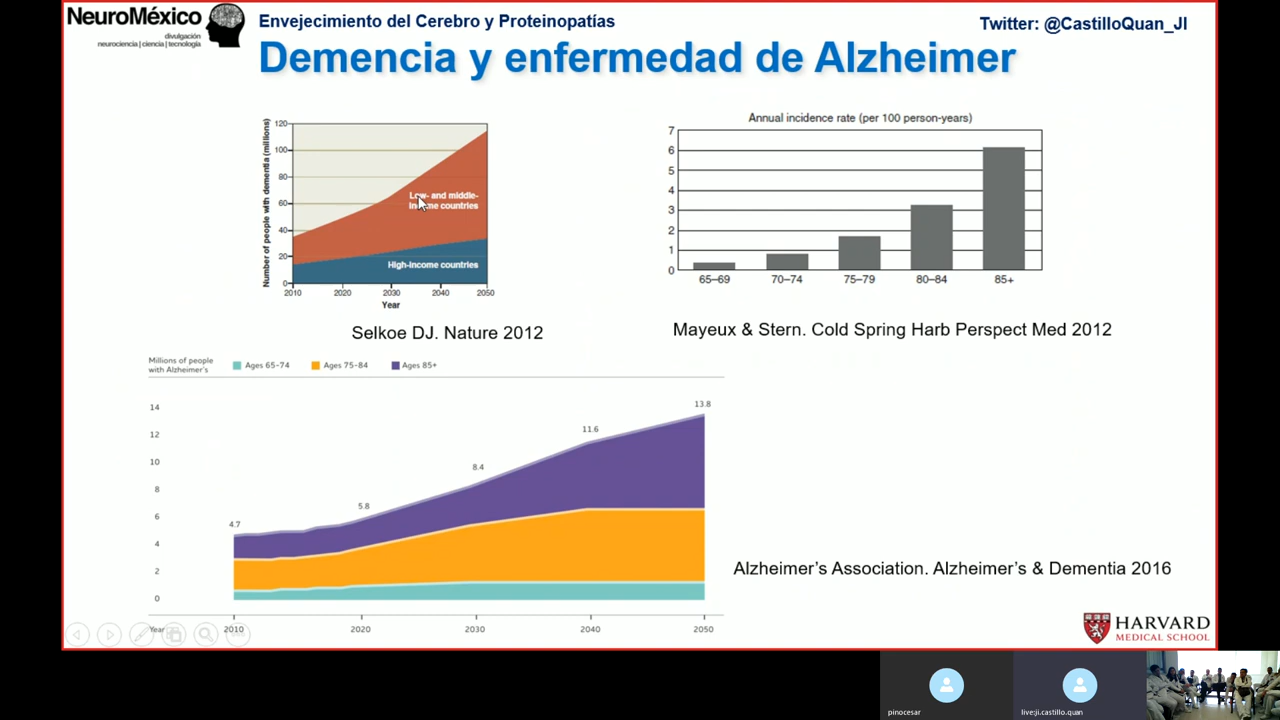 NeuroMéxico
divulgación
neurociencia | ciencia | tecnología
Envejecimiento del Cerebro y Proteinopatías
Twitter: @CastilloQuan_JI
Demencia y enfermedad de Alzheimer
Number of people with dementia (millions)
120
100
80
60
40
20
0
Low- and middle-
income countries
High-income countries
2010 2020 2030 2040 2050
Year
Selkoe DJ. Nature 2012
Annual incidence rate (per 100 person-years)
7
6
5
4
3
2
1
0
65–69 70–74 75–79 80–84 85+
Mayeux & Stern. Cold Spring Harb Perspect Med 2012
Millions of people
with Alzheimer's
Ages 65–74 Ages 75–84 Ages 85+
14
12
10
8
6
4
2
0
4.7
5.8
8.4
11.6
13.8
Year 2010 2020 2030 2040 2050
Alzheimer's Association. Alzheimer's & Dementia 2016
HARVARD
MEDICAL SCHOOL
pinocesar
live:ji.castillo.quan